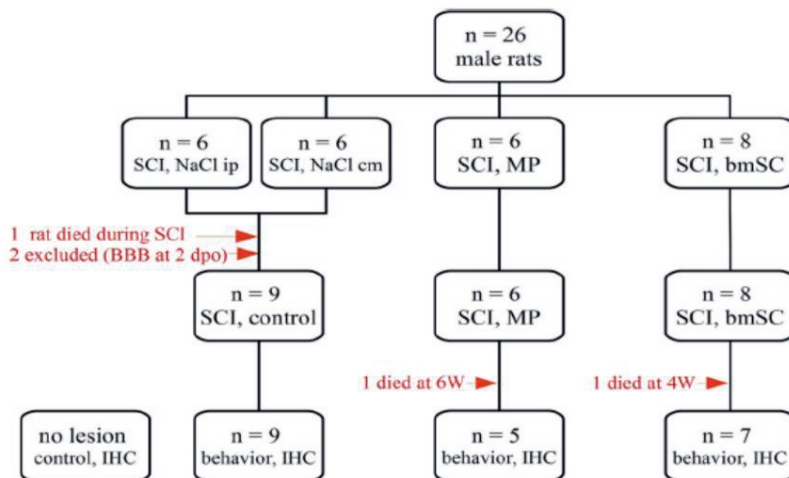 n = 26
male rats
n = 6
SCI, NaCl ip
n = 6
SCI, NaCl cm
n = 6
SCI, MP
n = 8
SCI, bmSC
1 rat died during SCI
2 excluded (BBB at 2 dpo)
n = 9
SCI, control
n = 6
SCI, MP
n = 8
SCI, bmSC
1 died at 6W
1 died at 4W
no lesion
control, IHC
n = 9
behavior, IHC
n = 5
behavior, IHC
n = 7
behavior, IHC